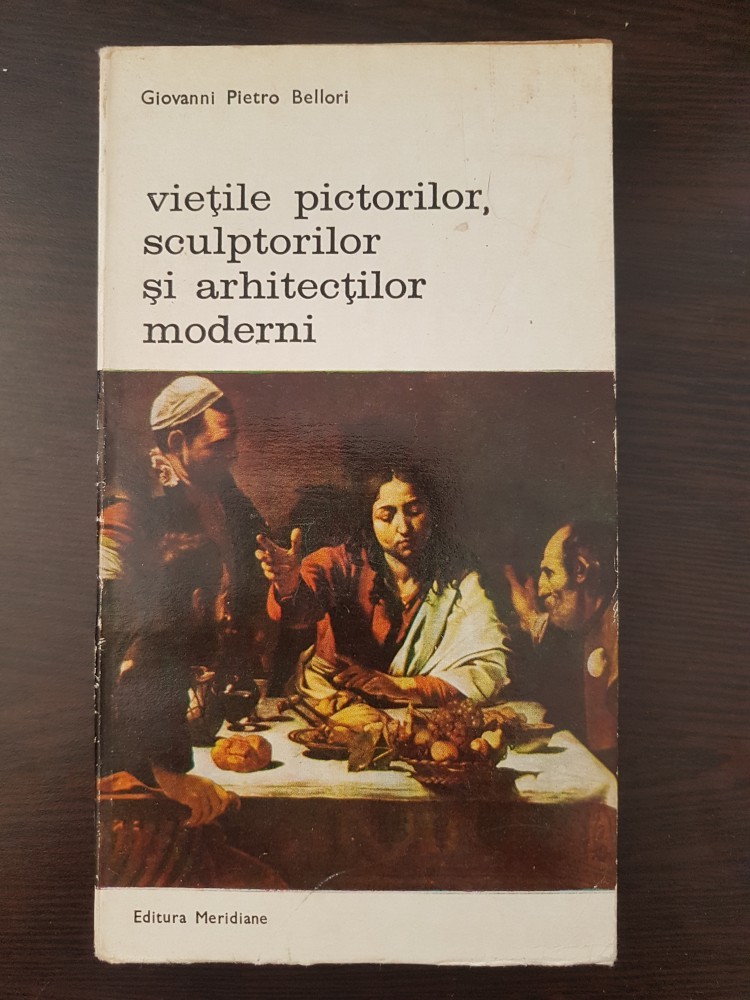 Giovanni Pietro Bellori
vieţile pictorilor,
sculptorilor
şi arhitecţilor
moderni
Editura Meridiane